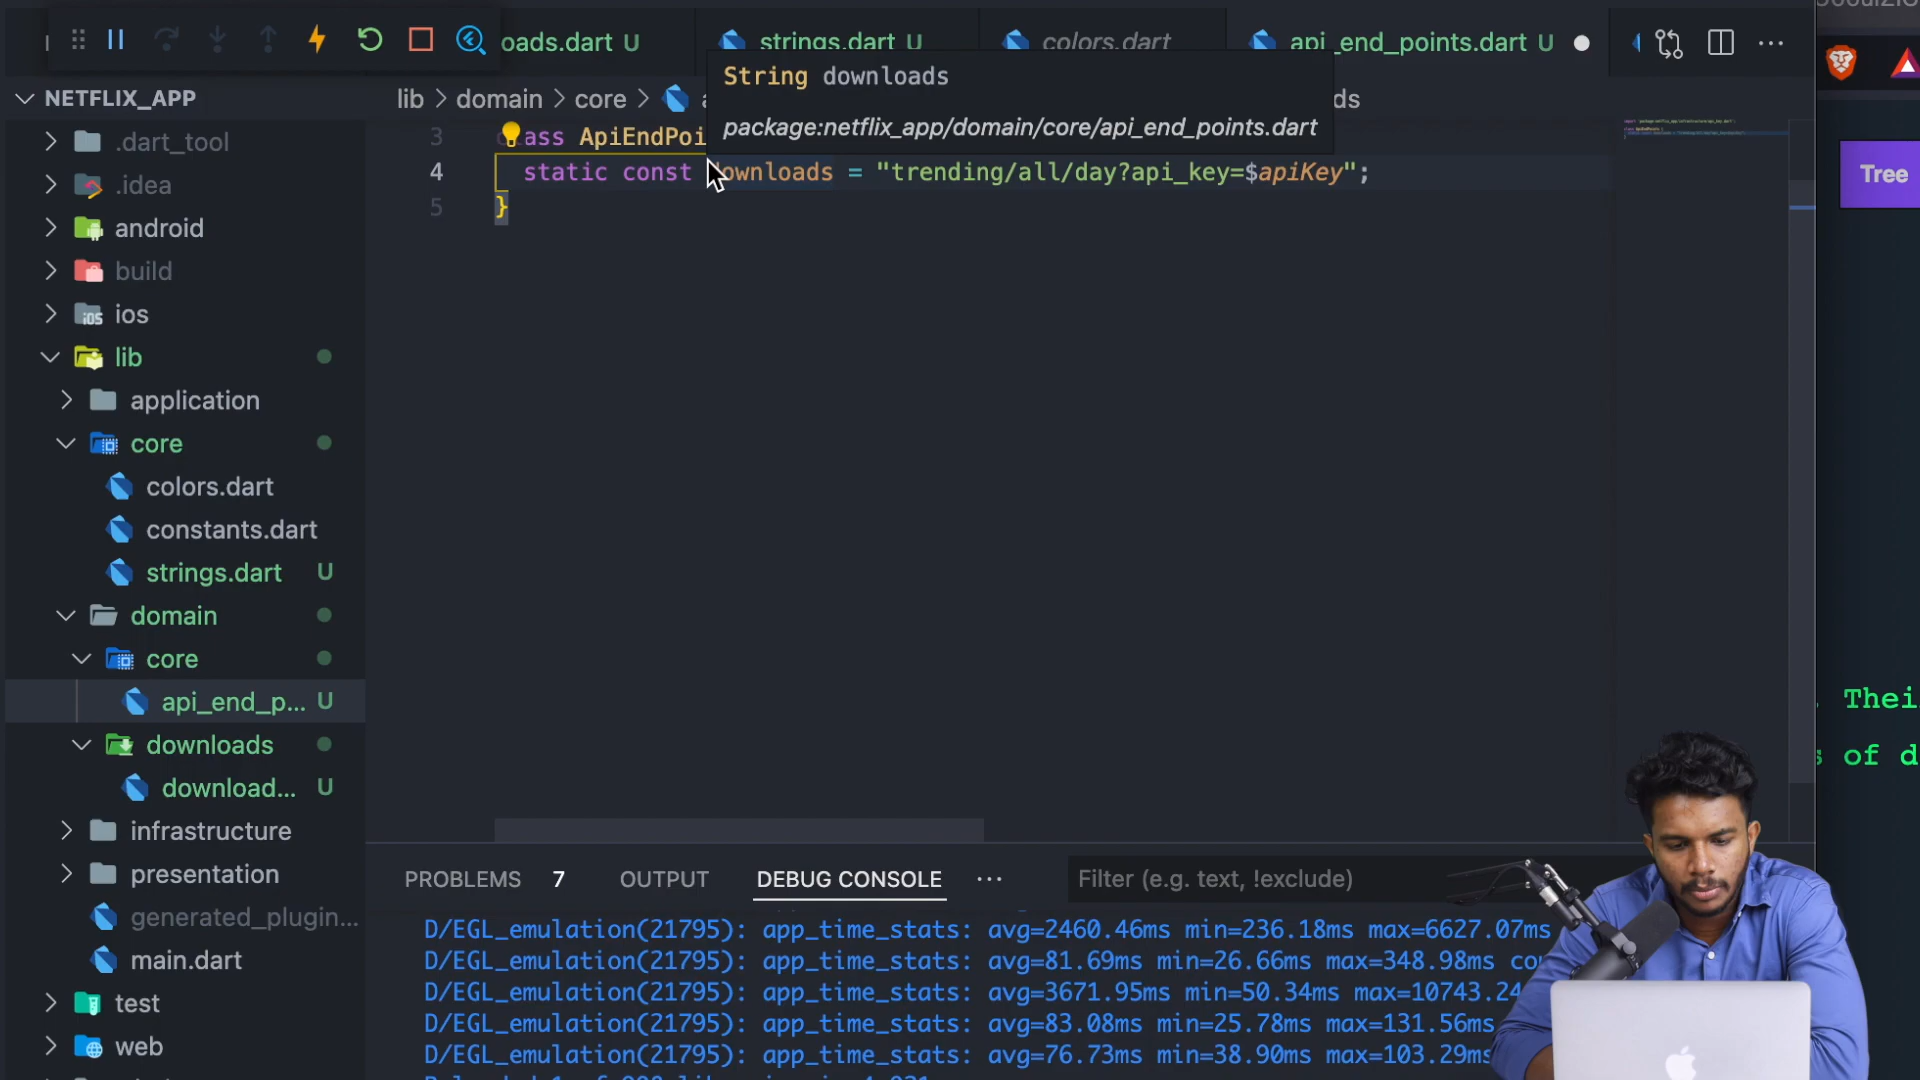 oads.dart U
strings.dart U
colors.dart
api_end_points.dart U
NETFLIX_APP
lib > domain > core >
ds
String downloads
package:netflix_app/domain/core/api_end_points.dart
3 ass ApiEndPoi
4 static const downloads = "trending/all/day?api_key=$apiKey";
5 }
Tree
.dart_tool
.idea
android
build
ios
lib
application
core
colors.dart
constants.dart
strings.dart U
domain
core
api_end_p... U
downloads
download... U
infrastructure
presentation
generated_plugin...
main.dart
test
web
Thei
s of d
PROBLEMS 7 OUTPUT DEBUG CONSOLE ... Filter (e.g. text, !exclude)
D/EGL_emulation(21795): app_time_stats: avg=2460.46ms min=236.18ms max=6627.07ms
D/EGL_emulation(21795): app_time_stats: avg=81.69ms min=26.66ms max=348.98ms co
D/EGL_emulation(21795): app_time_stats: avg=3671.95ms min=50.34ms max=10743.24
D/EGL_emulation(21795): app_time_stats: avg=83.08ms min=25.78ms max=131.56ms
D/EGL_emulation(21795): app_time_stats: avg=76.73ms min=38.90ms max=103.29ms